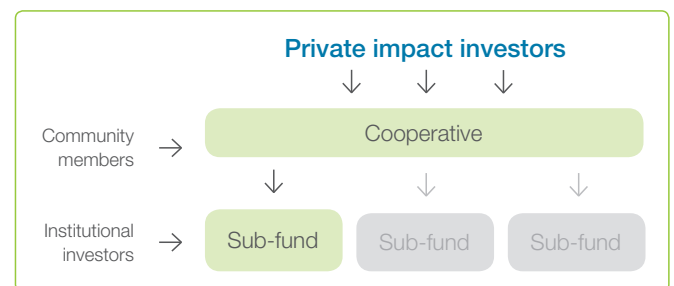 Private impact investors
Community
members
Cooperative
Institutional
investors
Sub-fund
Sub-fund
Sub-fund